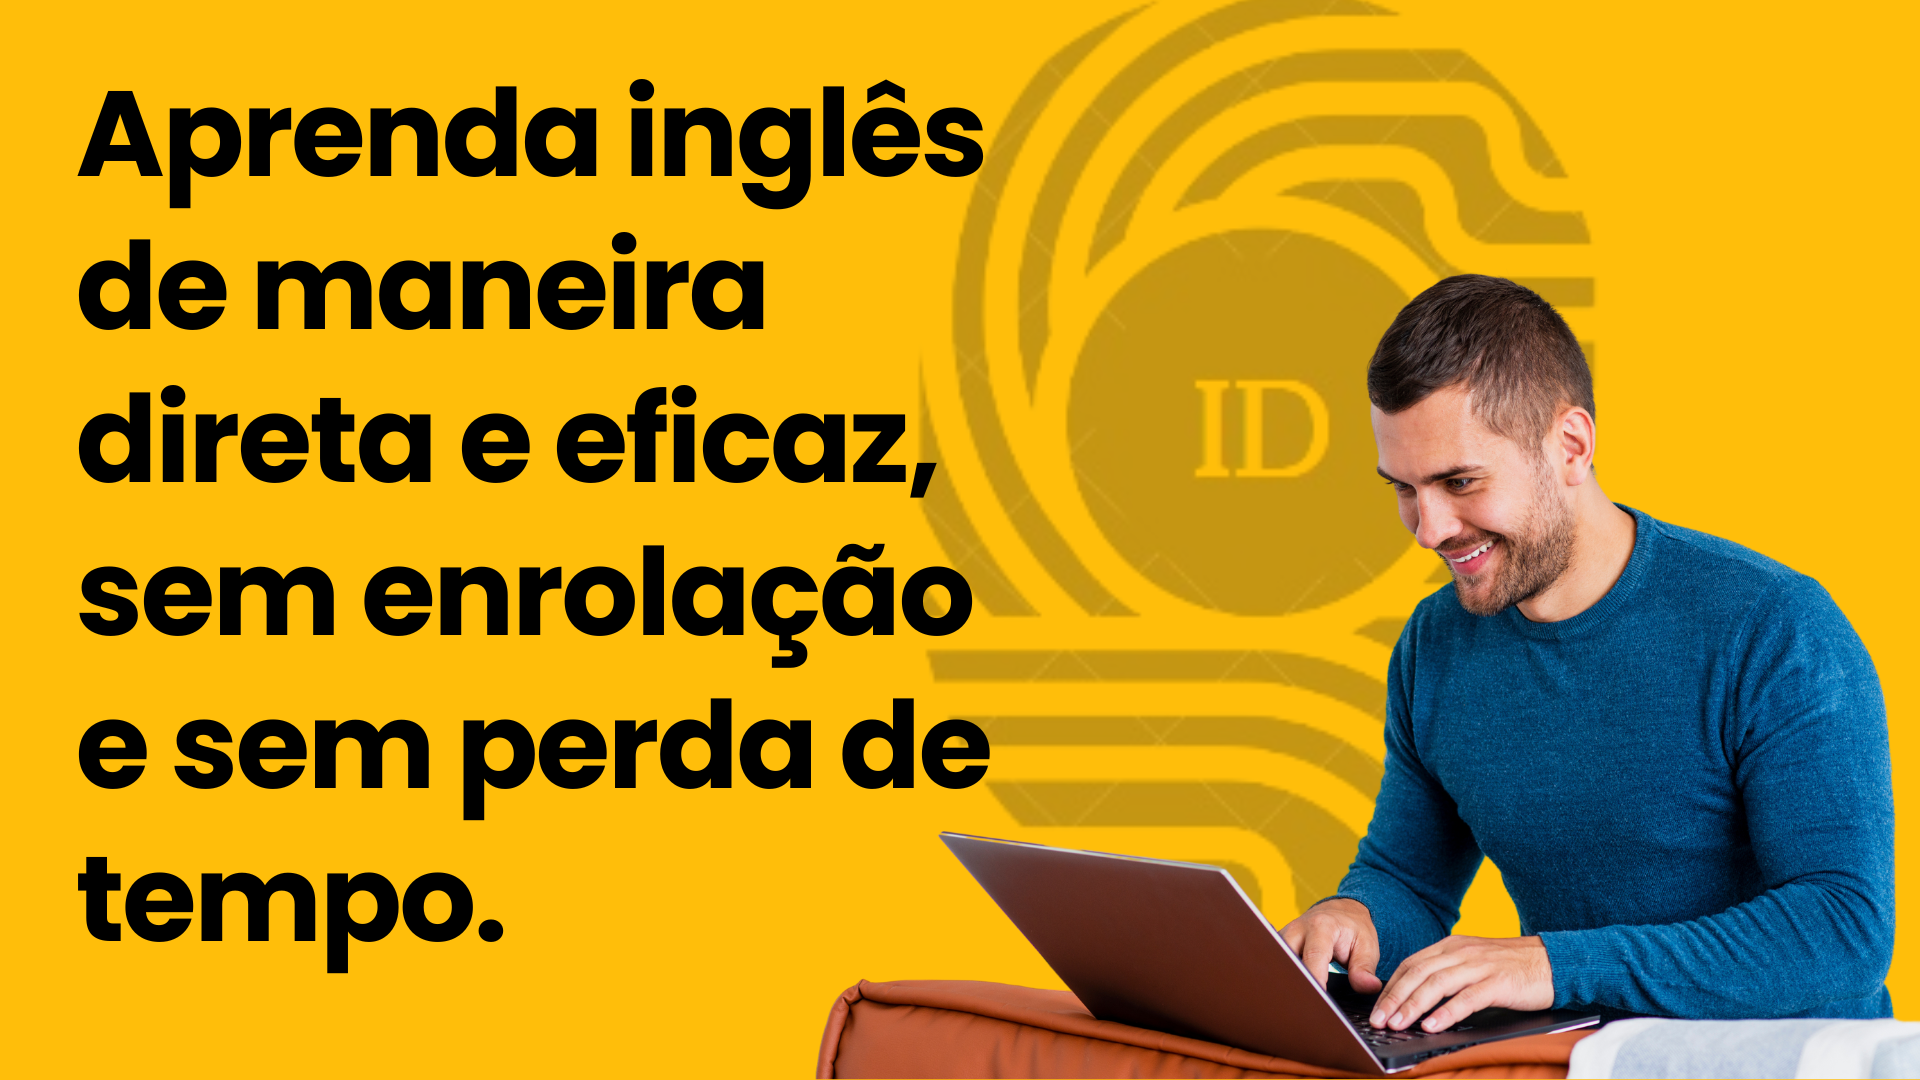 Aprenda inglês
de maneira
direta e eficaz,
sem enrolação
e sem perda de
tempo.
ID